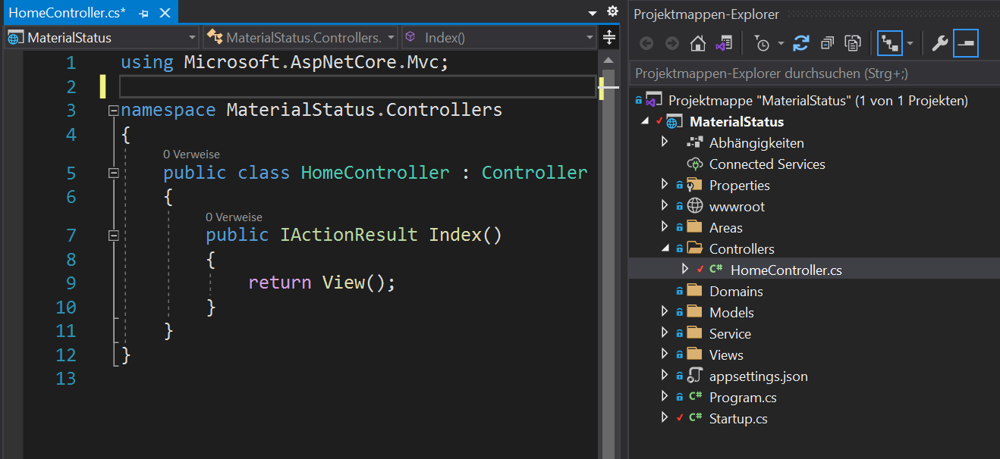 HomeController.cs*
MaterialStatus
MaterialStatus.Controllers.
Index()
1 using Microsoft.AspNetCore.Mvc;
2
3 namespace MaterialStatus.Controllers
4 {
0 Verweise
5 public class HomeController : Controller
6 {
0 Verweise
7 public IActionResult Index()
8 {
9 return View();
10 }
11 }
12 }
13
Projektmappen-Explorer
Projektmappen-Explorer durchsuchen (Strg+;)
Projektmappe "MaterialStatus" (1 von 1 Projekten)
MaterialStatus
Abhängigkeiten
Connected Services
Properties
wwwroot
Areas
Controllers
C# HomeController.cs
Domains
Models
Service
Views
appsettings.json
C# Program.cs
C# Startup.cs